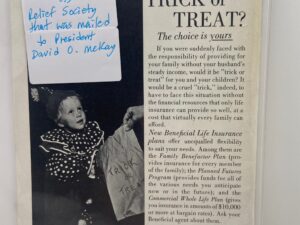 Relief Society
that was mailed
to President
David O. McKay
TRICK or
TREAT?
The choice is yours
If you were suddenly faced with
the responsibility of providing for
your family without your husband's
steady income, would it be "trick or
treat" for you and your children? It
would be a cruel "trick," indeed, to
have to face this situation without
the financial resources that only life
insurance can provide so well, at a
cost that virtually every family can
afford.
New Beneficial Life Insurance
plans offer unequalled flexibility
to suit your needs. Among them are
the Family Benefactor Plan (pro-
vides insurance for every member
of the family); the Planned Futures
Program (provides funds for all of
the various needs you anticipate
now or in the future); and the
Commercial Whole Life Plan (gives
you insurance in amounts of $10,000
or more at bargain rates). Ask your
Beneficial agent about them.
TRICK
or
TREAT